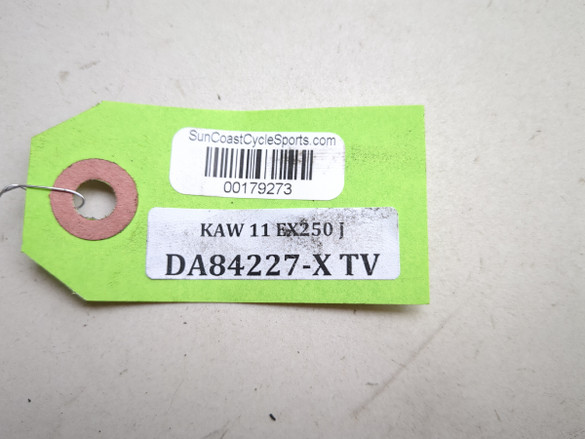 SunCoastCycleSports.com
00179273
KAW 11 EX250 J
DA84227-X TV